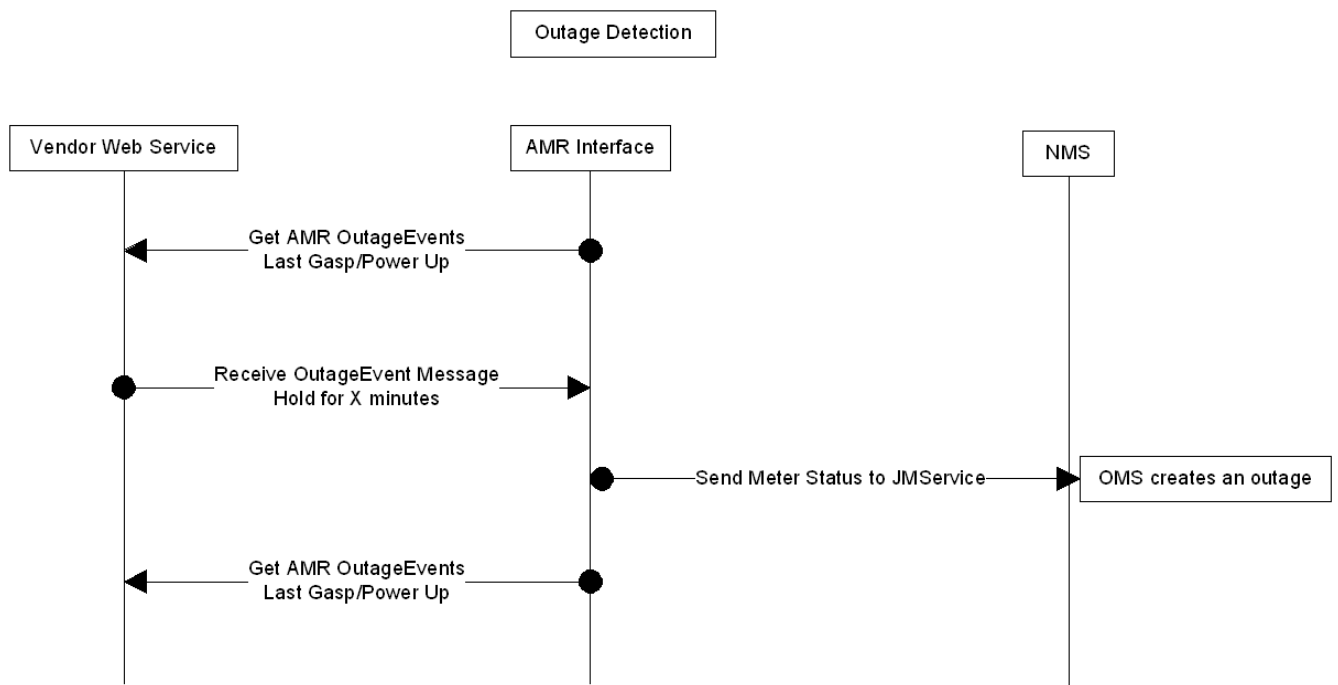 Outage Detection
Vendor Web Service
AMR Interface
NMS
Get AMR OutageEvents
Last Gasp/Power Up
Receive OutageEvent Message
Hold for X minutes
Send Meter Status to JMService
OMS creates an outage
Get AMR OutageEvents
Last Gasp/Power Up